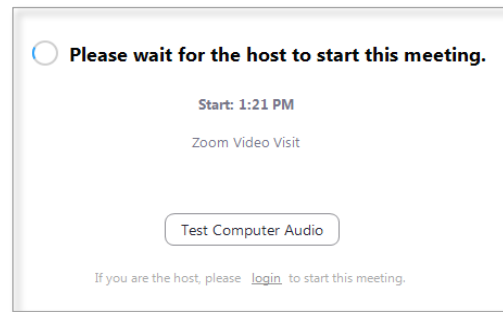 Please wait for the host to start this meeting.
Start: 1:21 PM
Zoom Video Visit
Test Computer Audio
If you are the host, please login to start this meeting.